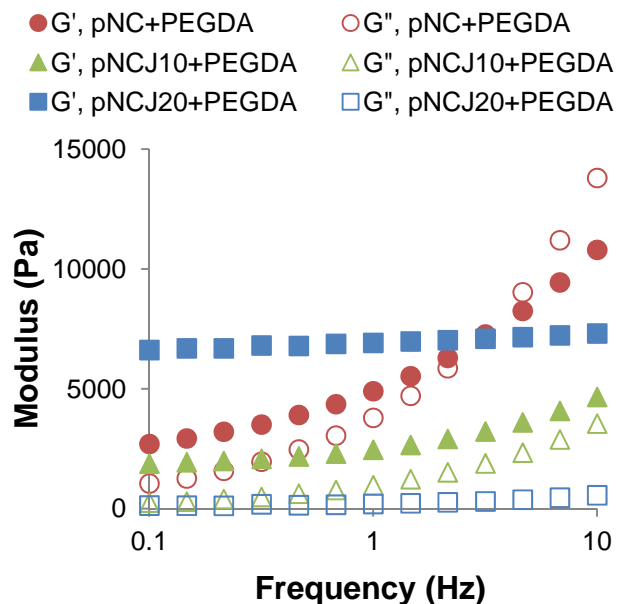 G', pNC+PEGDA G", pNC+PEGDA
G', pNCJ10+PEGDA G", pNCJ10+PEGDA
G', pNCJ20+PEGDA G", pNCJ20+PEGDA
15000
10000
5000
0
0.1 1 10
Modulus (Pa)
Frequency (Hz)